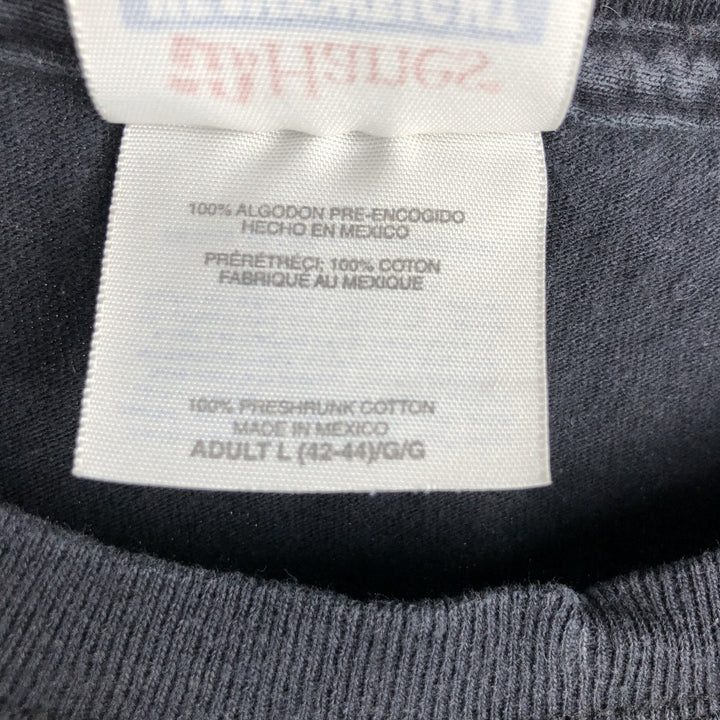 Hanes
100% ALGODON PRE-ENCOGIDO
HECHO EN MEXICO
PRÉRÉTRÉCI; 100% COTON
FABRIQUÉ AU MEXIQUE
100% PRESHRUNK COTTON
MADE IN MEXICO
ADULT L (42-44)/G/G